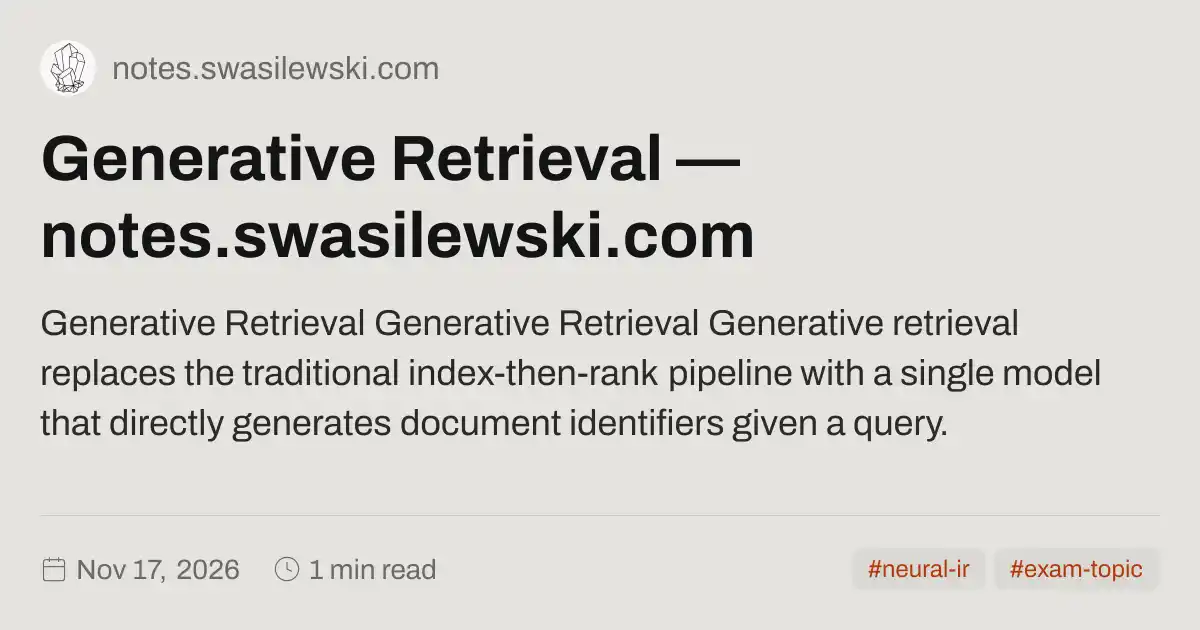 notes.swasilewski.com
Generative Retrieval —
notes.swasilewski.com
Generative Retrieval Generative Retrieval Generative retrieval
replaces the traditional index-then-rank pipeline with a single model
that directly generates document identifiers given a query.
Nov 17, 2026 1 min read #neural-ir #exam-topic